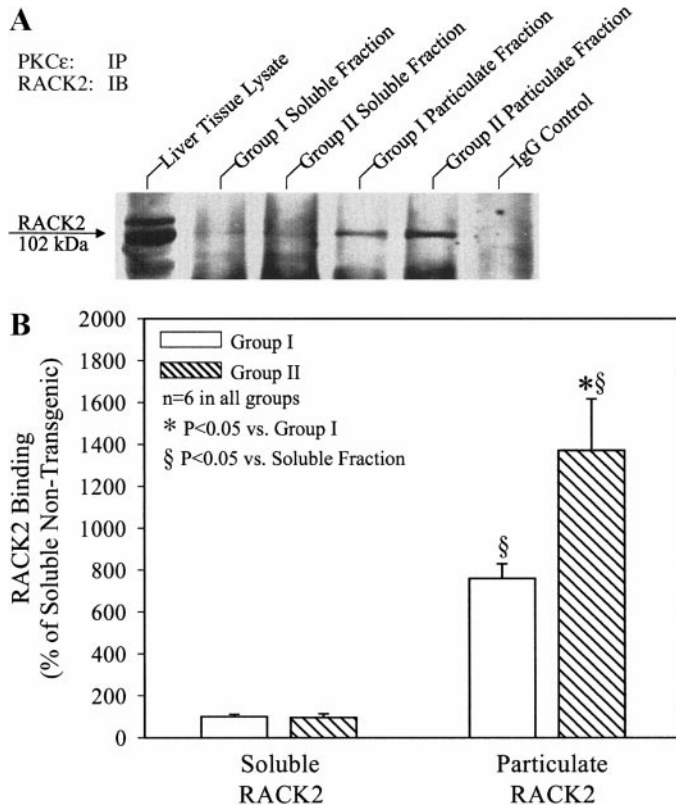 A
PKCε: IP
RACK2: IB
Liver Tissue Lysate
Group I Soluble Fraction
Group II Soluble Fraction
Group I Particulate Fraction
Group II Particulate Fraction
IgG Control
RACK2
102 kDa
B
RACK2 Binding
(% of Soluble Non-Transgenic)
2000
1800
1600
1400
1200
1000
800
600
400
200
0
Group I
Group II
n=6 in all groups
* P<0.05 vs. Group I
§ P<0.05 vs. Soluble Fraction
§
*§
Soluble
RACK2
Particulate
RACK2